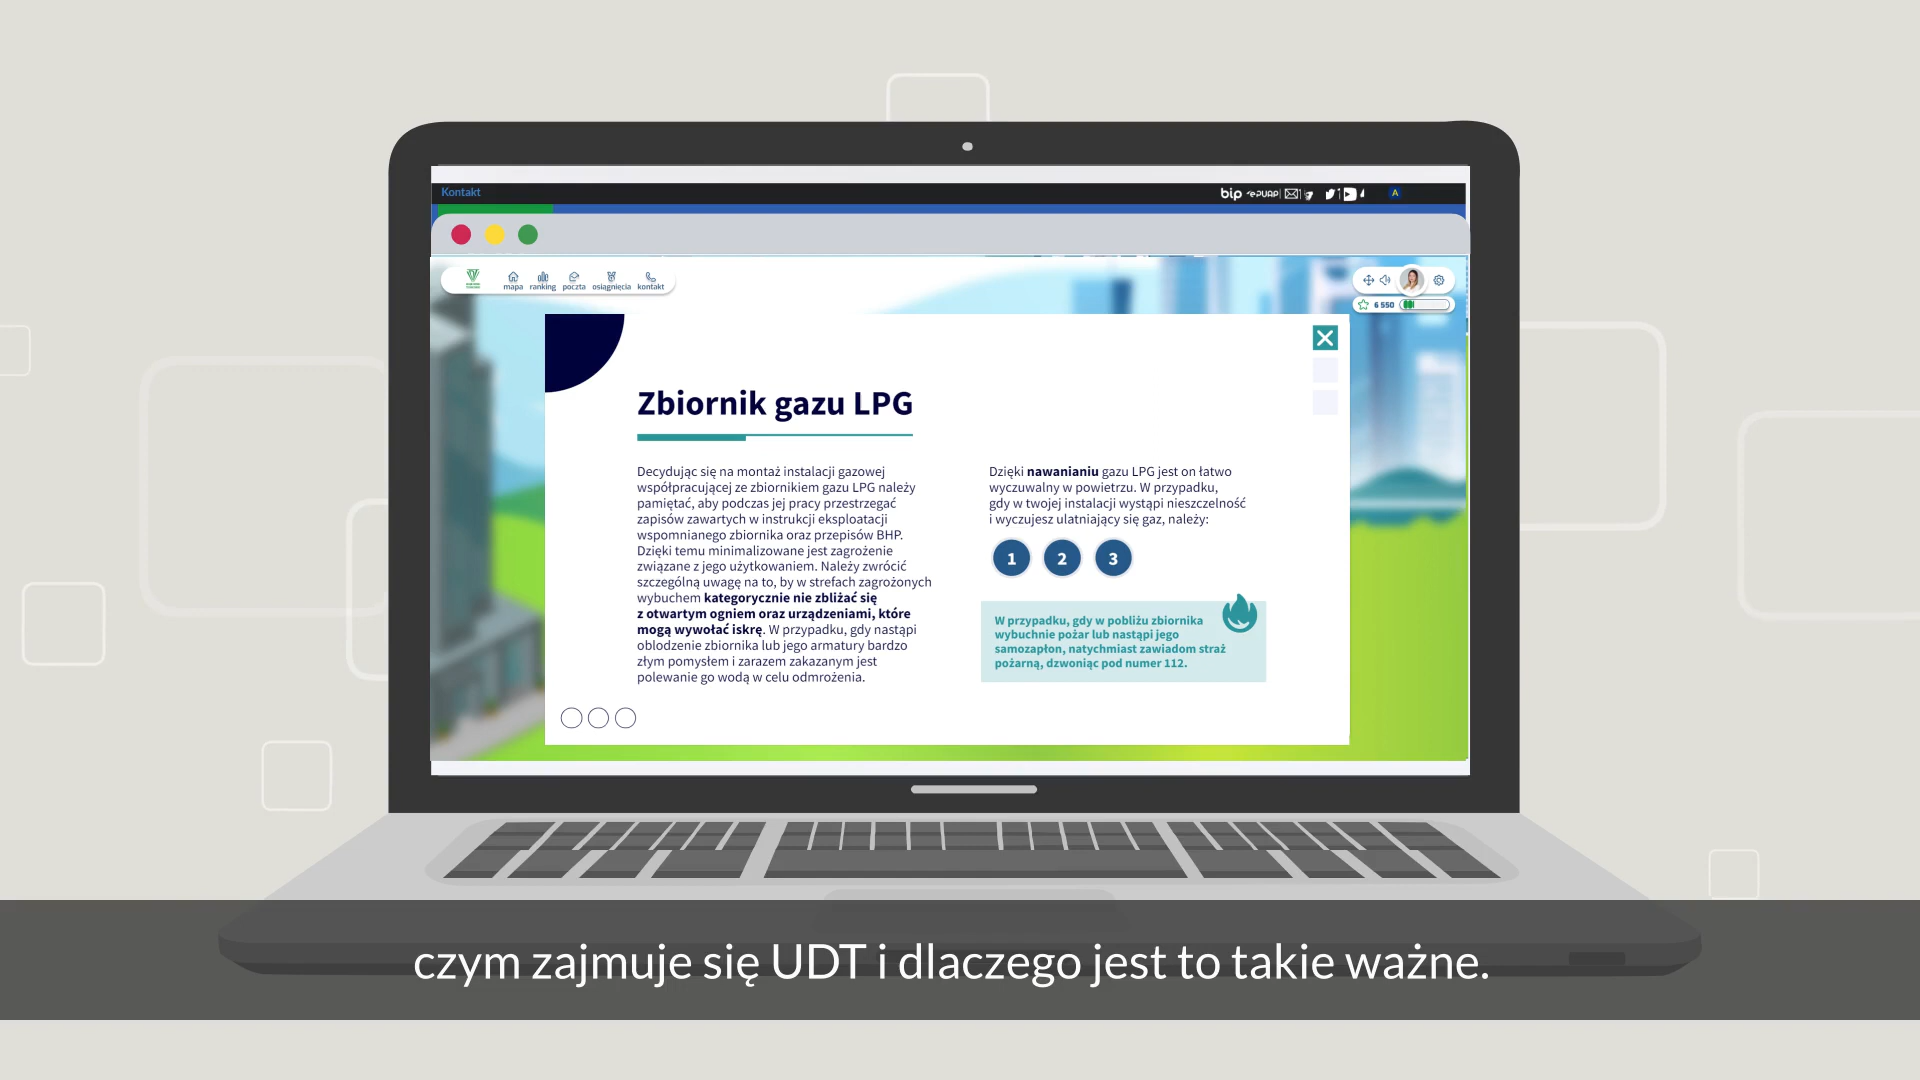 Kontakt
bip ePUAP
A
mapa ranking poczta osiągnięcia kontakt
6 550
Zbiornik gazu LPG
Decydując się na montaż instalacji gazowej
współpracującej ze zbiornikiem gazu LPG należy
pamiętać, aby podczas jej pracy przestrzegać
zapisów zawartych w instrukcji eksploatacji
wspomnianego zbiornika oraz przepisów BHP.
Dzięki temu minimalizowane jest zagrożenie
związane z jego użytkowaniem. Należy zwrócić
szczególną uwagę na to, by w strefach zagrożonych
wybuchem kategorycznie nie zbliżać się
z otwartym ogniem oraz urządzeniami, które
mogą wywołać iskrę. W przypadku, gdy nastąpi
oblodzenie zbiornika lub jego armatury bardzo
złym pomysłem i zarazem zakazanym jest
polewanie go wodą w celu odmrożenia.
Dzięki nawanianiu gazu LPG jest on łatwo
wyczuwalny w powietrzu. W przypadku,
gdy w twojej instalacji wystąpi nieszczelność
i wyczujesz ulatniający się gaz, należy:
1 2 3
W przypadku, gdy w pobliżu zbiornika
wybuchnie pożar lub nastąpi jego
samozapłon, natychmiast zawiadom straż
pożarną, dzwoniąc pod numer 112.
czym zajmuje się UDT i dlaczego jest to takie ważne.